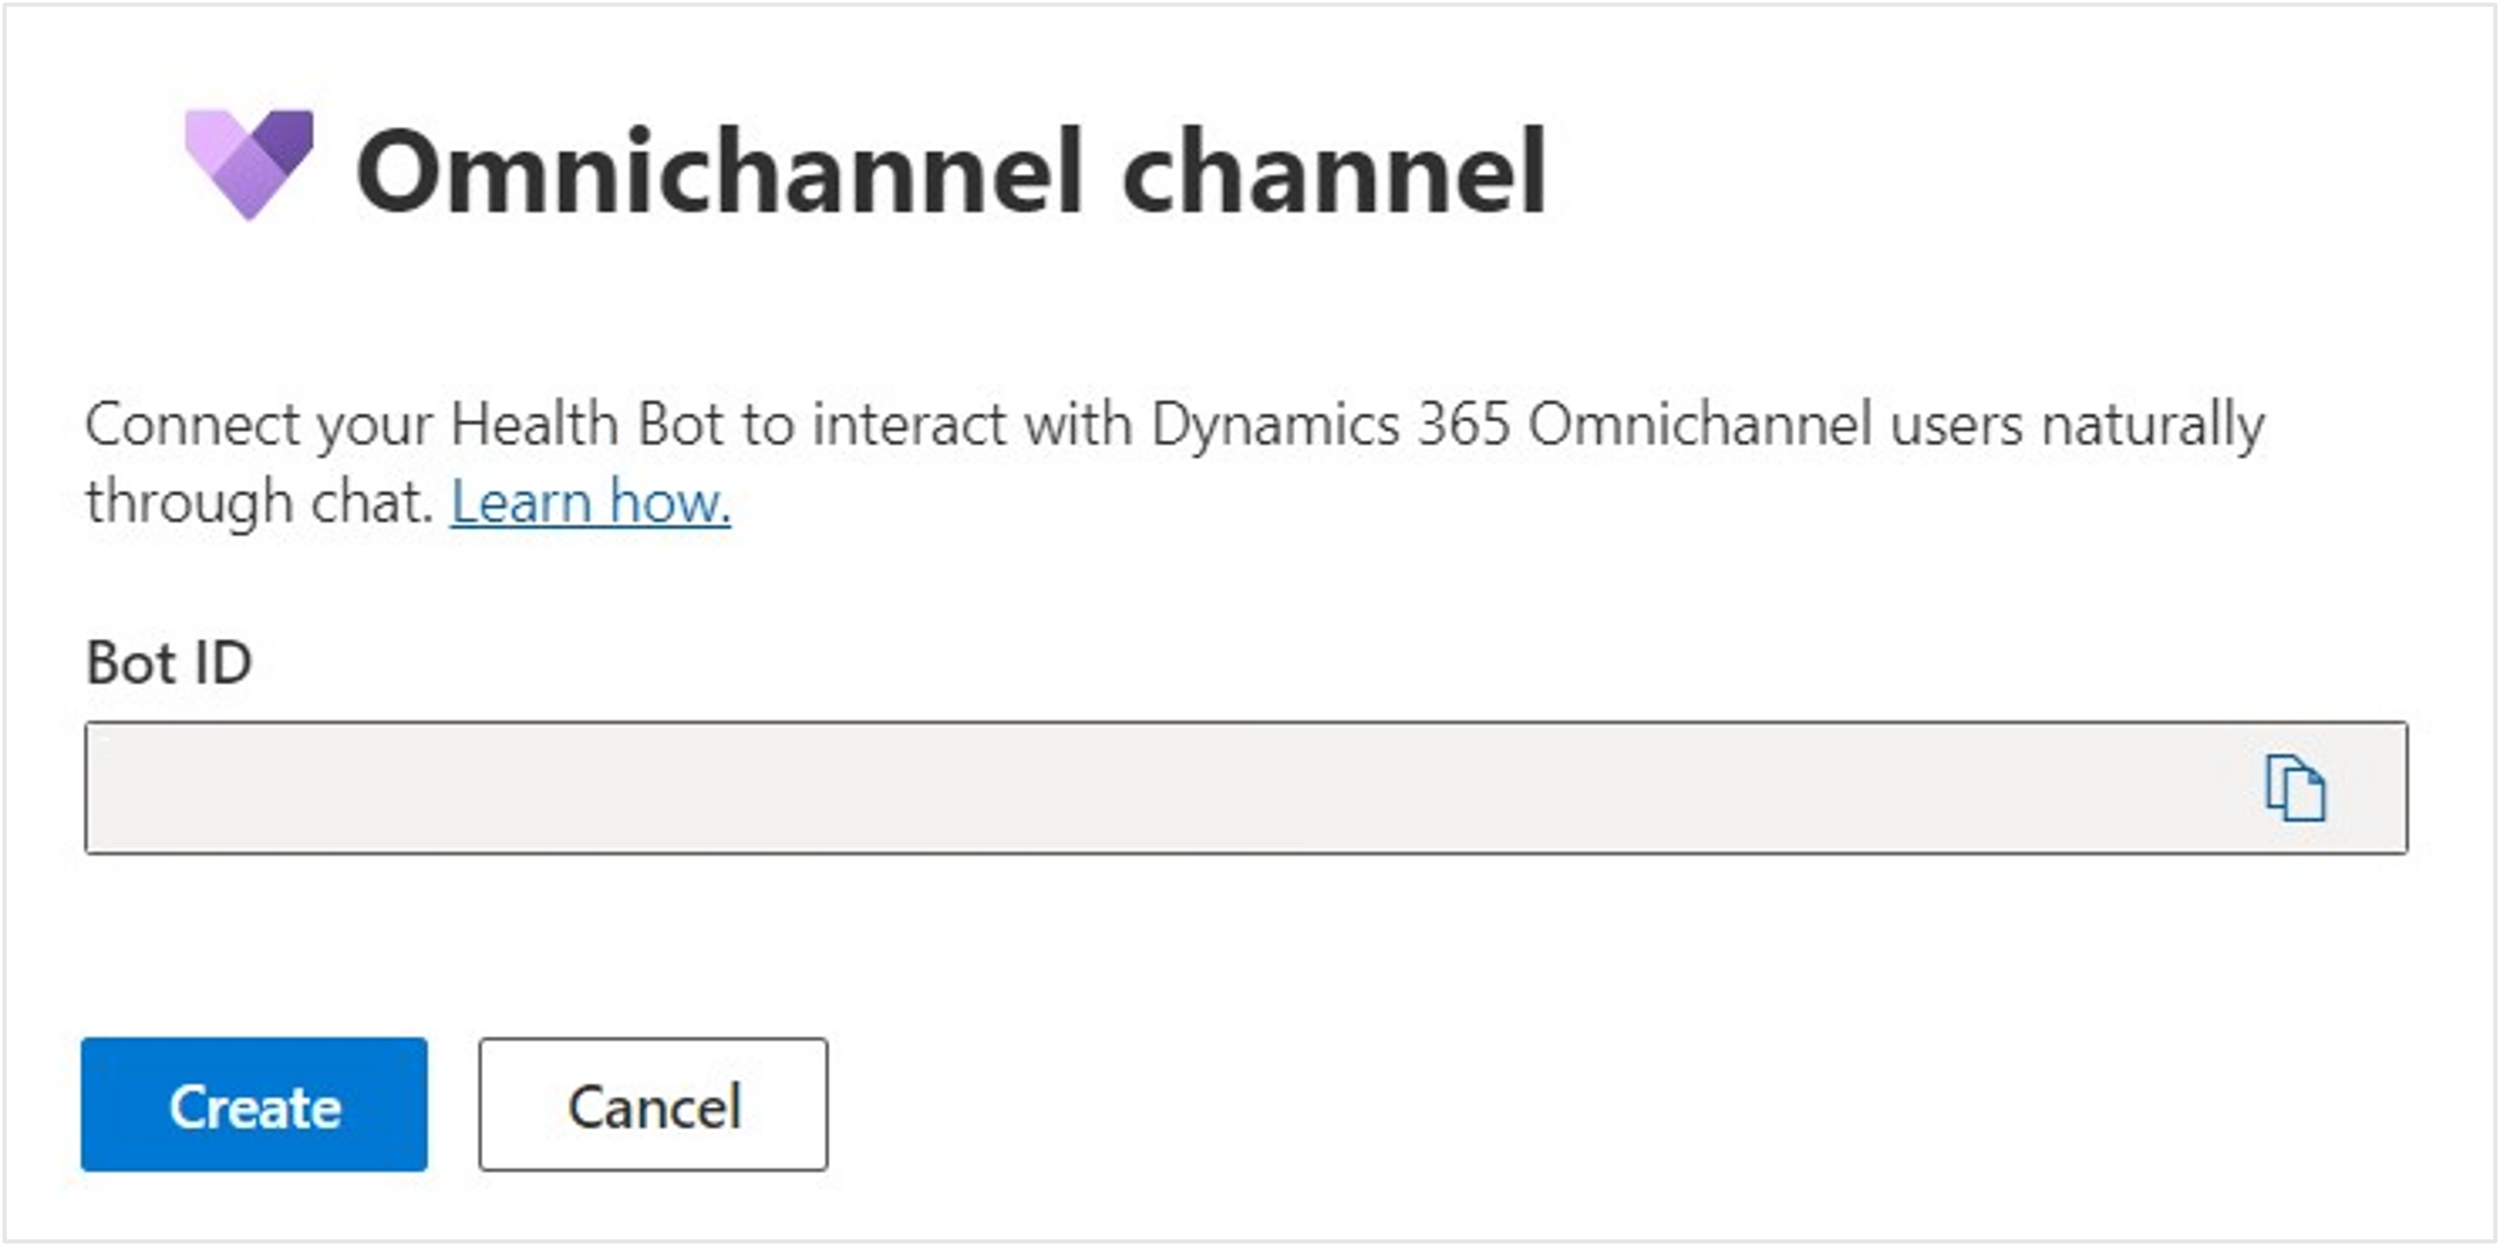 Omnichannel channel
Connect your Health Bot to interact with Dynamics 365 Omnichannel users naturally
through chat. Learn how.
Bot ID
Create
Cancel